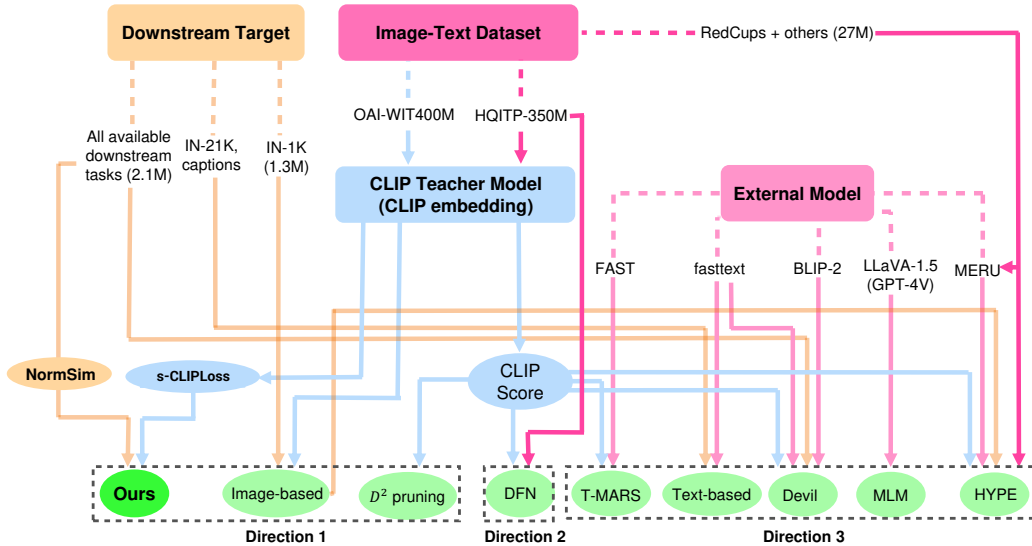 Downstream Target
Image-Text Dataset
RedCups + others (27M)
OAI-WIT400M
HQITP-350M
All available
downstream
tasks (2.1M)
IN-21K,
captions
IN-1K
(1.3M)
CLIP Teacher Model
(CLIP embedding)
External Model
FAST
fasttext
BLIP-2
LLaVA-1.5
(GPT-4V)
MERU
NormSim
s-CLIPLoss
CLIP
Score
Ours
Image-based
D² pruning
DFN
T-MARS
Text-based
Devil
MLM
HYPE
Direction 1
Direction 2
Direction 3